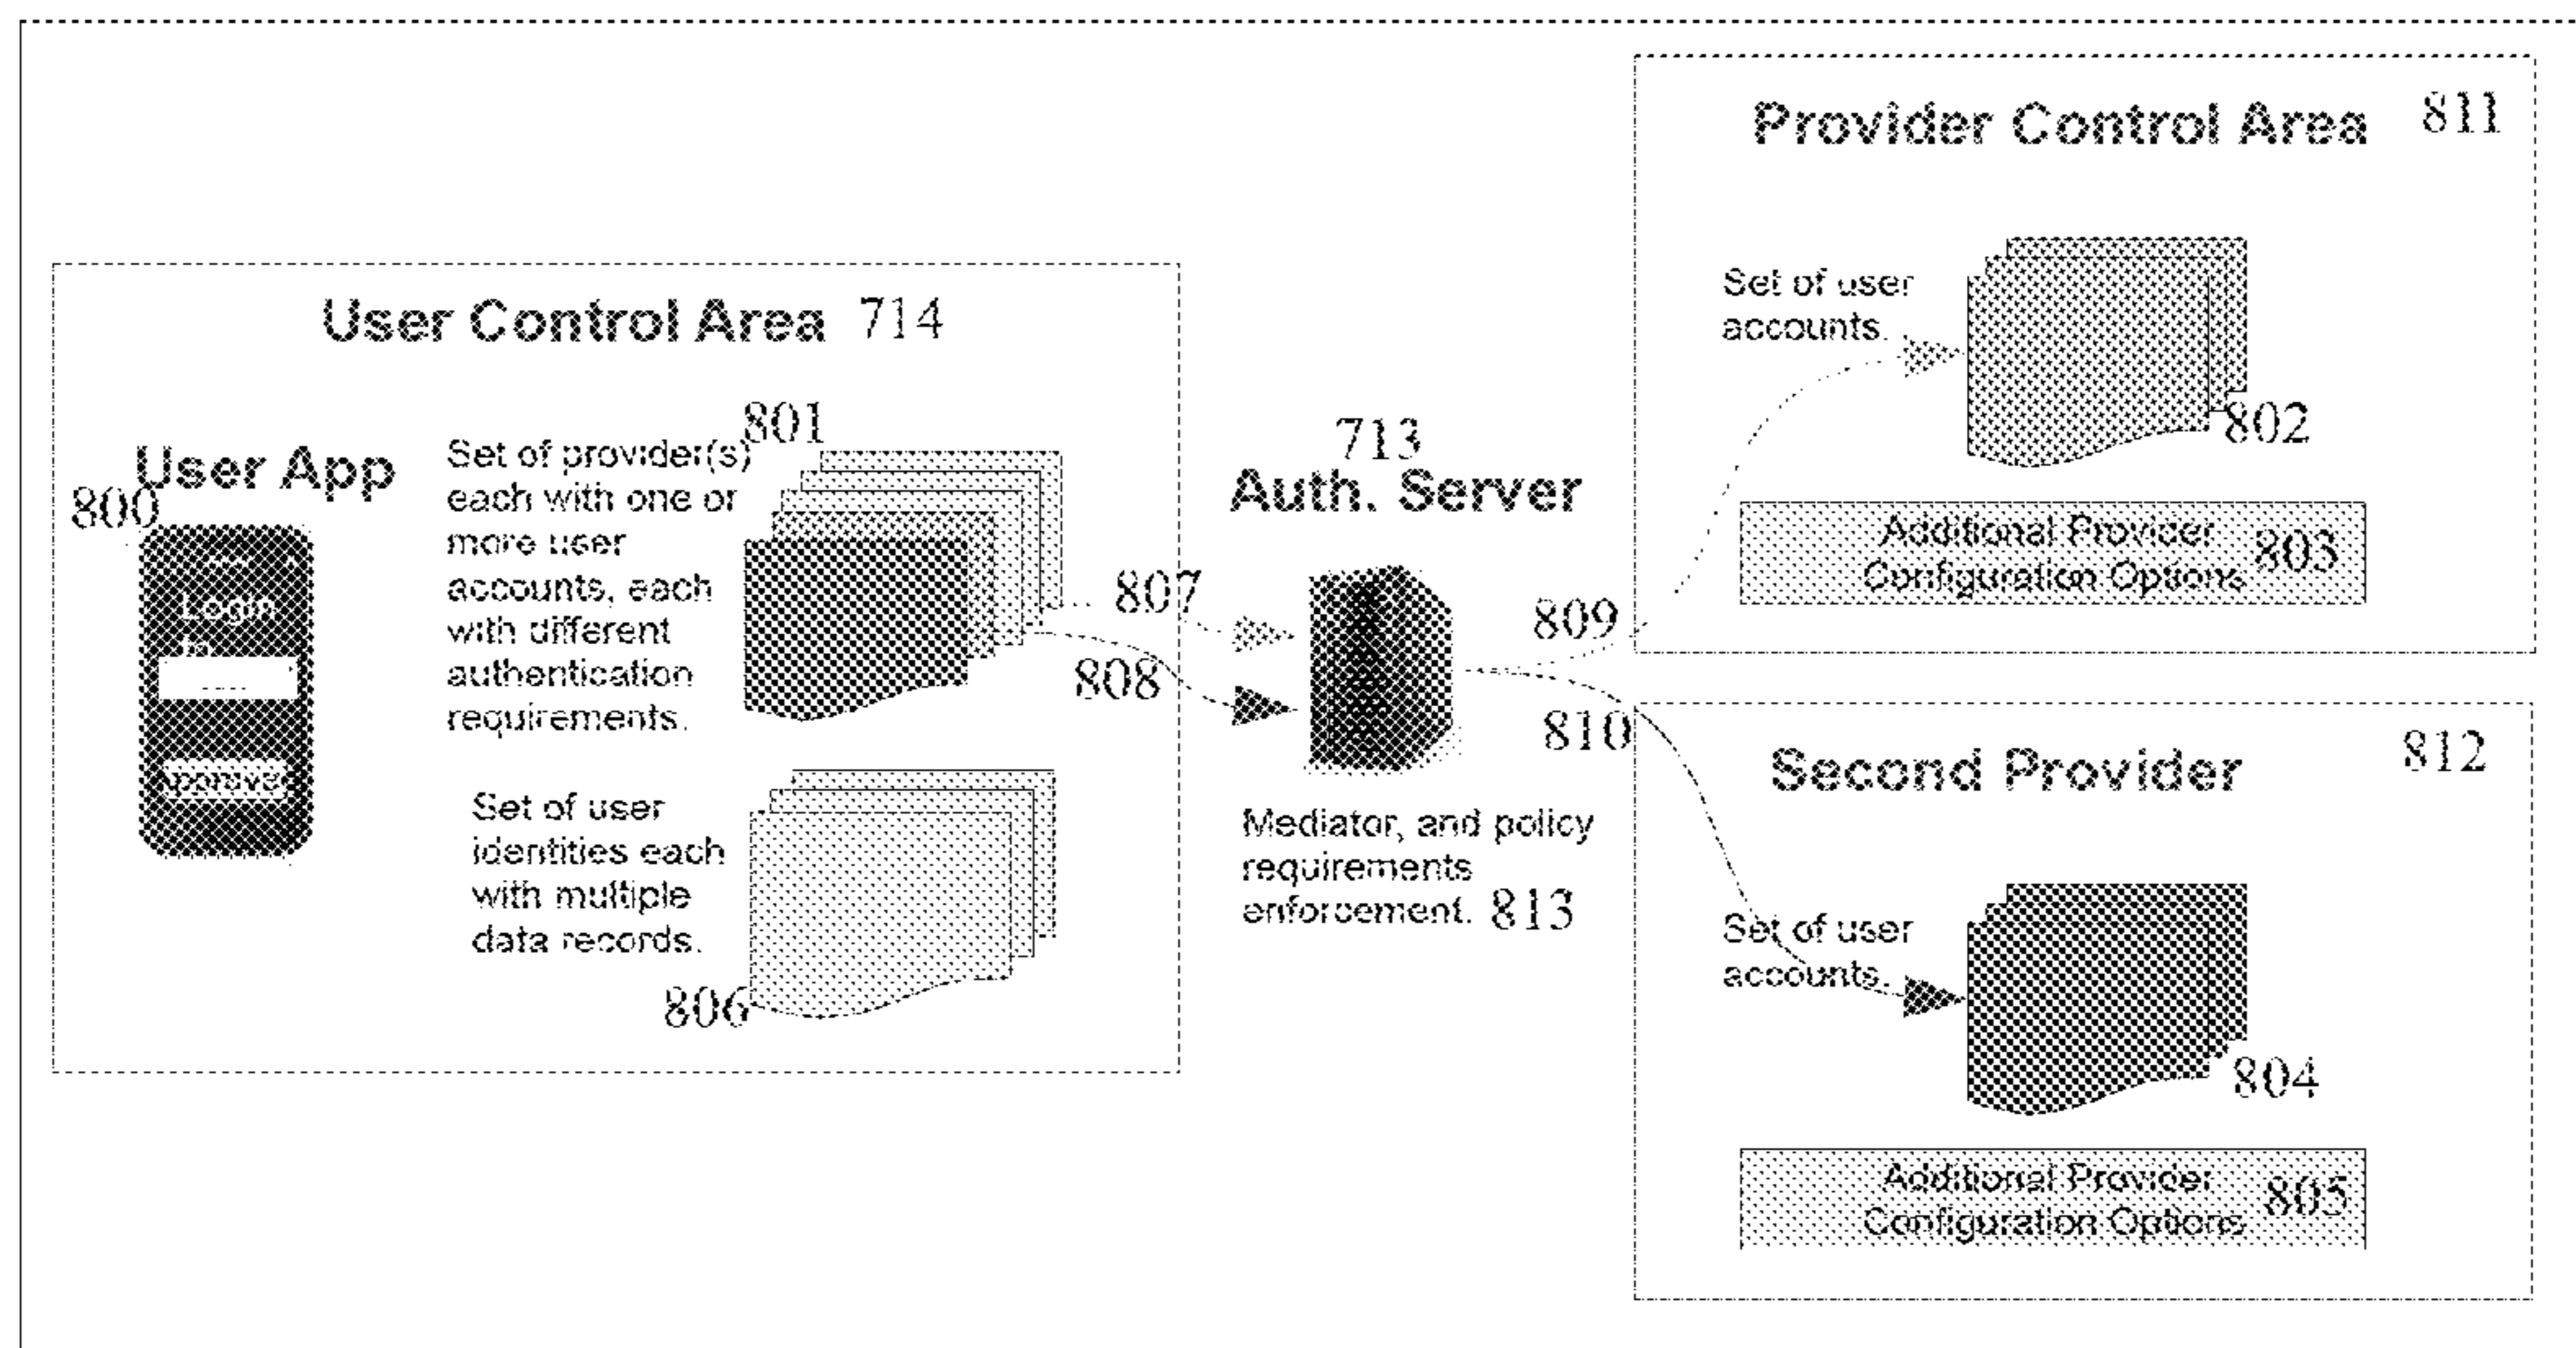 Provider Control Area 811
Set of user
accounts.
802
Additional Provider
Configuration Options 803
User Control Area 714
User App
800
Login
to
....
Approve
801
Set of provider(s)
each with one or
more user
accounts, each
with different
authentication
requirements.
Set of user
identities each
with multiple
data records.
806
807
808
713
Auth. Server
Mediator, and policy
requirements
enforcement. 813
809
810
Second Provider 812
Set of user
accounts.
804
Additional Provider
Configuration Options 805